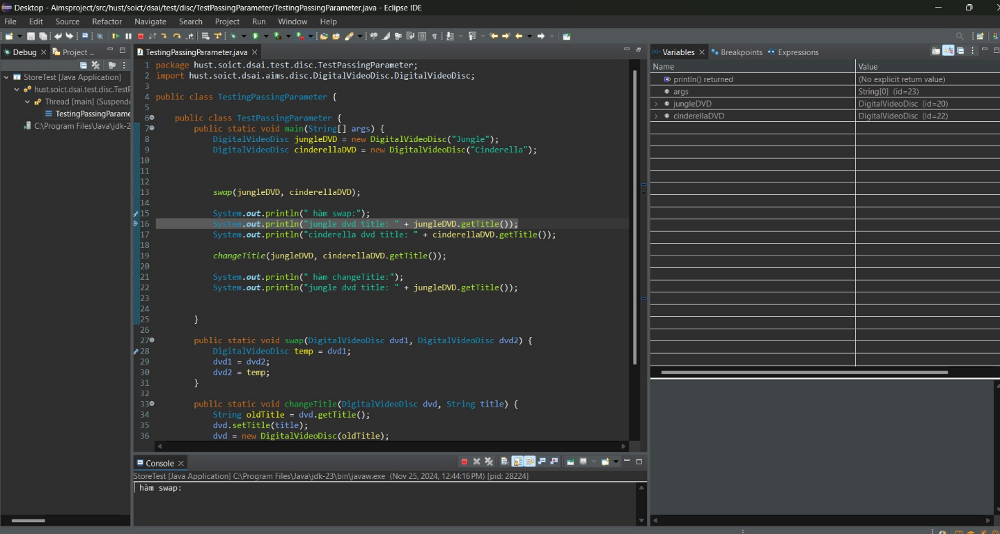 Desktop - Aimsproject/src/hust/soict/dsai/test/disc/TestPassingParameter/TestingPassingParameter.java - Eclipse IDE
File Edit Source Refactor Navigate Search Project Run Window Help
Debug Project ...
StoreTest [Java Application]
hust.soict.dsai.test.disc.TestF
Thread [main] (Suspende
TestingPassingParame
C:\Program Files\Java\jdk-2
TestingPassingParameter.java
1 package hust.soict.dsai.test.disc.TestPassingParameter;
2 import hust.soict.dsai.aims.disc.DigitalVideoDisc.DigitalVideoDisc;
3
4 public class TestingPassingParameter {
5
6 public class TestPassingParameter {
7 public static void main(String[] args) {
8 DigitalVideoDisc jungleDVD = new DigitalVideoDisc("Jungle");
9 DigitalVideoDisc cinderellaDVD = new DigitalVideoDisc("Cinderella");
10
11
12
13 swap(jungleDVD, cinderellaDVD);
14
15 System.out.println(" hàm swap:");
16 System.out.println("jungle dvd title: " + jungleDVD.getTitle());
17 System.out.println("cinderella dvd title: " + cinderellaDVD.getTitle());
18
19 changeTitle(jungleDVD, cinderellaDVD.getTitle());
20
21 System.out.println(" hàm changeTitle:");
22 System.out.println("jungle dvd title: " + jungleDVD.getTitle());
23
24
25 }
26
27 public static void swap(DigitalVideoDisc dvd1, DigitalVideoDisc dvd2) {
28 DigitalVideoDisc temp = dvd1;
29 dvd1 = dvd2;
30 dvd2 = temp;
31 }
32
33 public static void changeTitle(DigitalVideoDisc dvd, String title) {
34 String oldTitle = dvd.getTitle();
35 dvd.setTitle(title);
36 dvd = new DigitalVideoDisc(oldTitle);
Variables Breakpoints Expressions
Name Value
println() returned (No explicit return value)
args String[0] (id=23)
jungleDVD DigitalVideoDisc (id=20)
cinderellaDVD DigitalVideoDisc (id=22)
Console
StoreTest [Java Application] C:\Program Files\Java\jdk-23\bin\javaw.exe (Nov 25, 2024, 12:44:16 PM) [pid: 28224]
hàm swap: